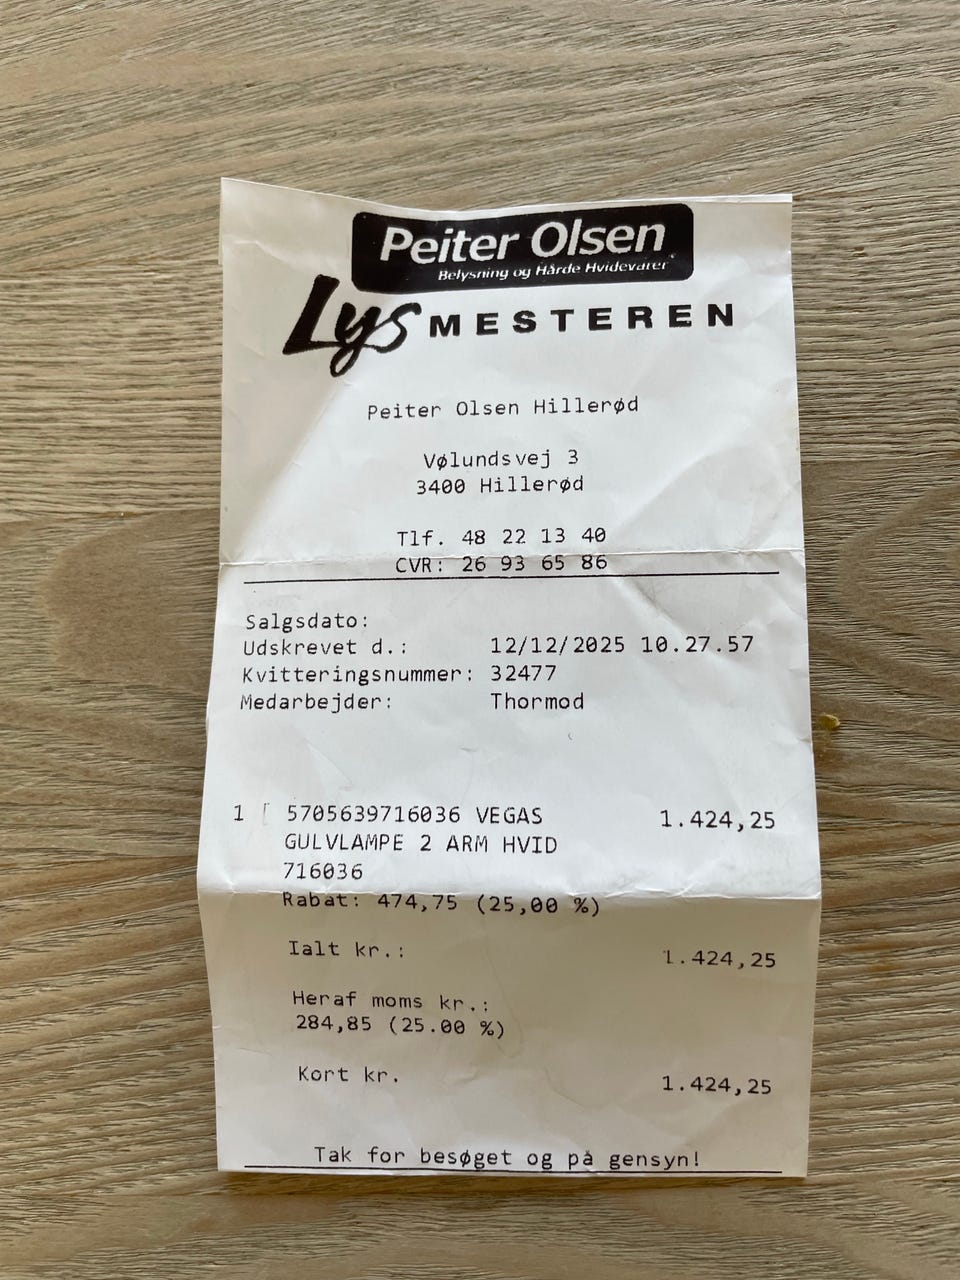 Peiter Olsen
Belysning og Hårde Hvidevarer
Lys MESTEREN
Peiter Olsen Hillerød
Vølundsvej 3
3400 Hillerød
Tlf. 48 22 13 40
CVR: 26 93 65 86
Salgsdato:
Udskrevet d.: 12/12/2025 10.27.57
Kvitteringsnummer: 32477
Medarbejder: Thormod
1 5705639716036 VEGAS 1.424,25
GULVLAMPE 2 ARM HVID
716036
Rabat: 474,75 (25,00 %)
Ialt kr.: 1.424,25
Heraf moms kr.:
284,85 (25.00 %)
Kort kr. 1.424,25
Tak for besøget og på gensyn!